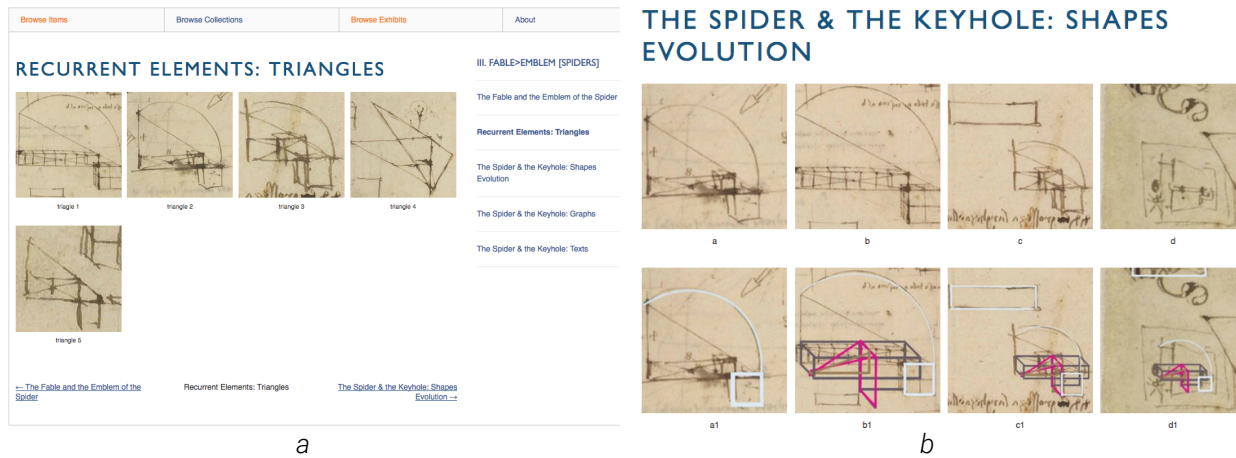 Browse Items
Browse Collections
Browse Exhibits
About
RECURRENT ELEMENTS: TRIANGLES
triagle 1
triangle 2
triangle 3
triangle 4
triangle 5
← The Fable and the Emblem of the
Spider
Recurrent Elements: Triangles
The Spider & the Keyhole: Shapes
Evolution →
III. FABLE>EMBLEM [SPIDERS]
The Fable and the Emblem of the Spider
Recurrent Elements: Triangles
The Spider & the Keyhole: Shapes
Evolution
The Spider & the Keyhole: Graphs
The Spider & the Keyhole: Texts
a
THE SPIDER & THE KEYHOLE: SHAPES
EVOLUTION
a
b
c
d
a1
b1
c1
d1
b